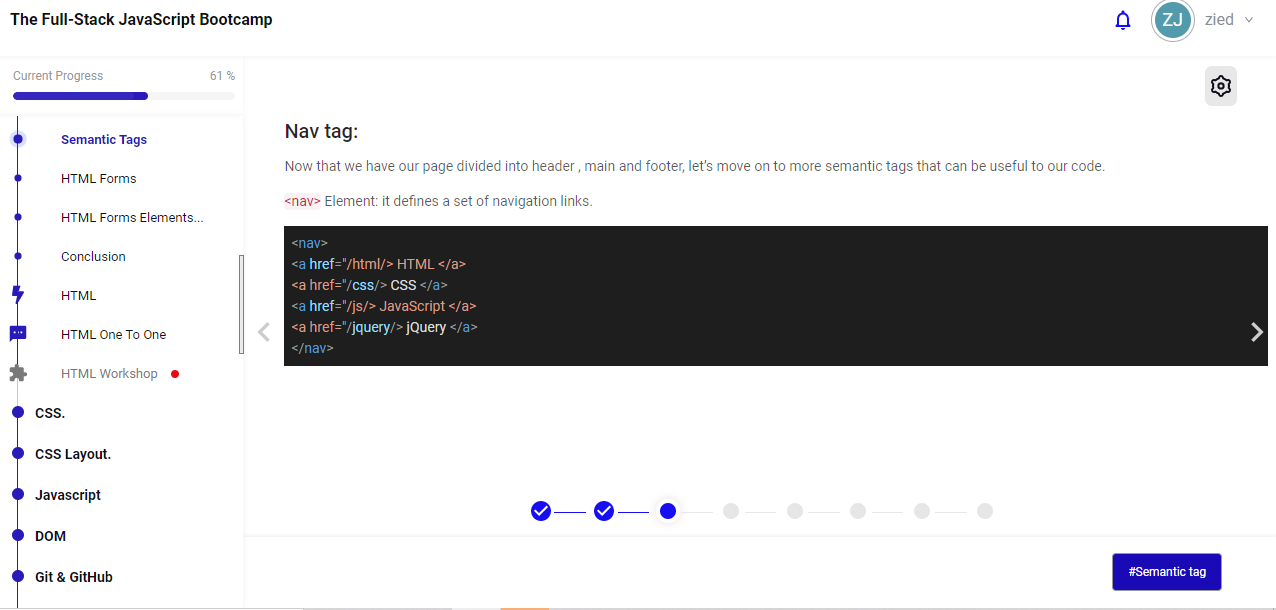 The Full-Stack JavaScript Bootcamp
ZJ
zied
Current Progress
61 %
Semantic Tags
HTML Forms
HTML Forms Elements...
Conclusion
HTML
HTML One To One
HTML Workshop
CSS.
CSS Layout.
Javascript
DOM
Git & GitHub
Nav tag:
Now that we have our page divided into header , main and footer, let's move on to more semantic tags that can be useful to our code.
<nav> Element: it defines a set of navigation links.
<nav>
<a href="/html/> HTML </a>
<a href="/css/> CSS </a>
<a href="/js/> JavaScript </a>
<a href="/jquery/> jQuery </a>
</nav>
#Semantic tag